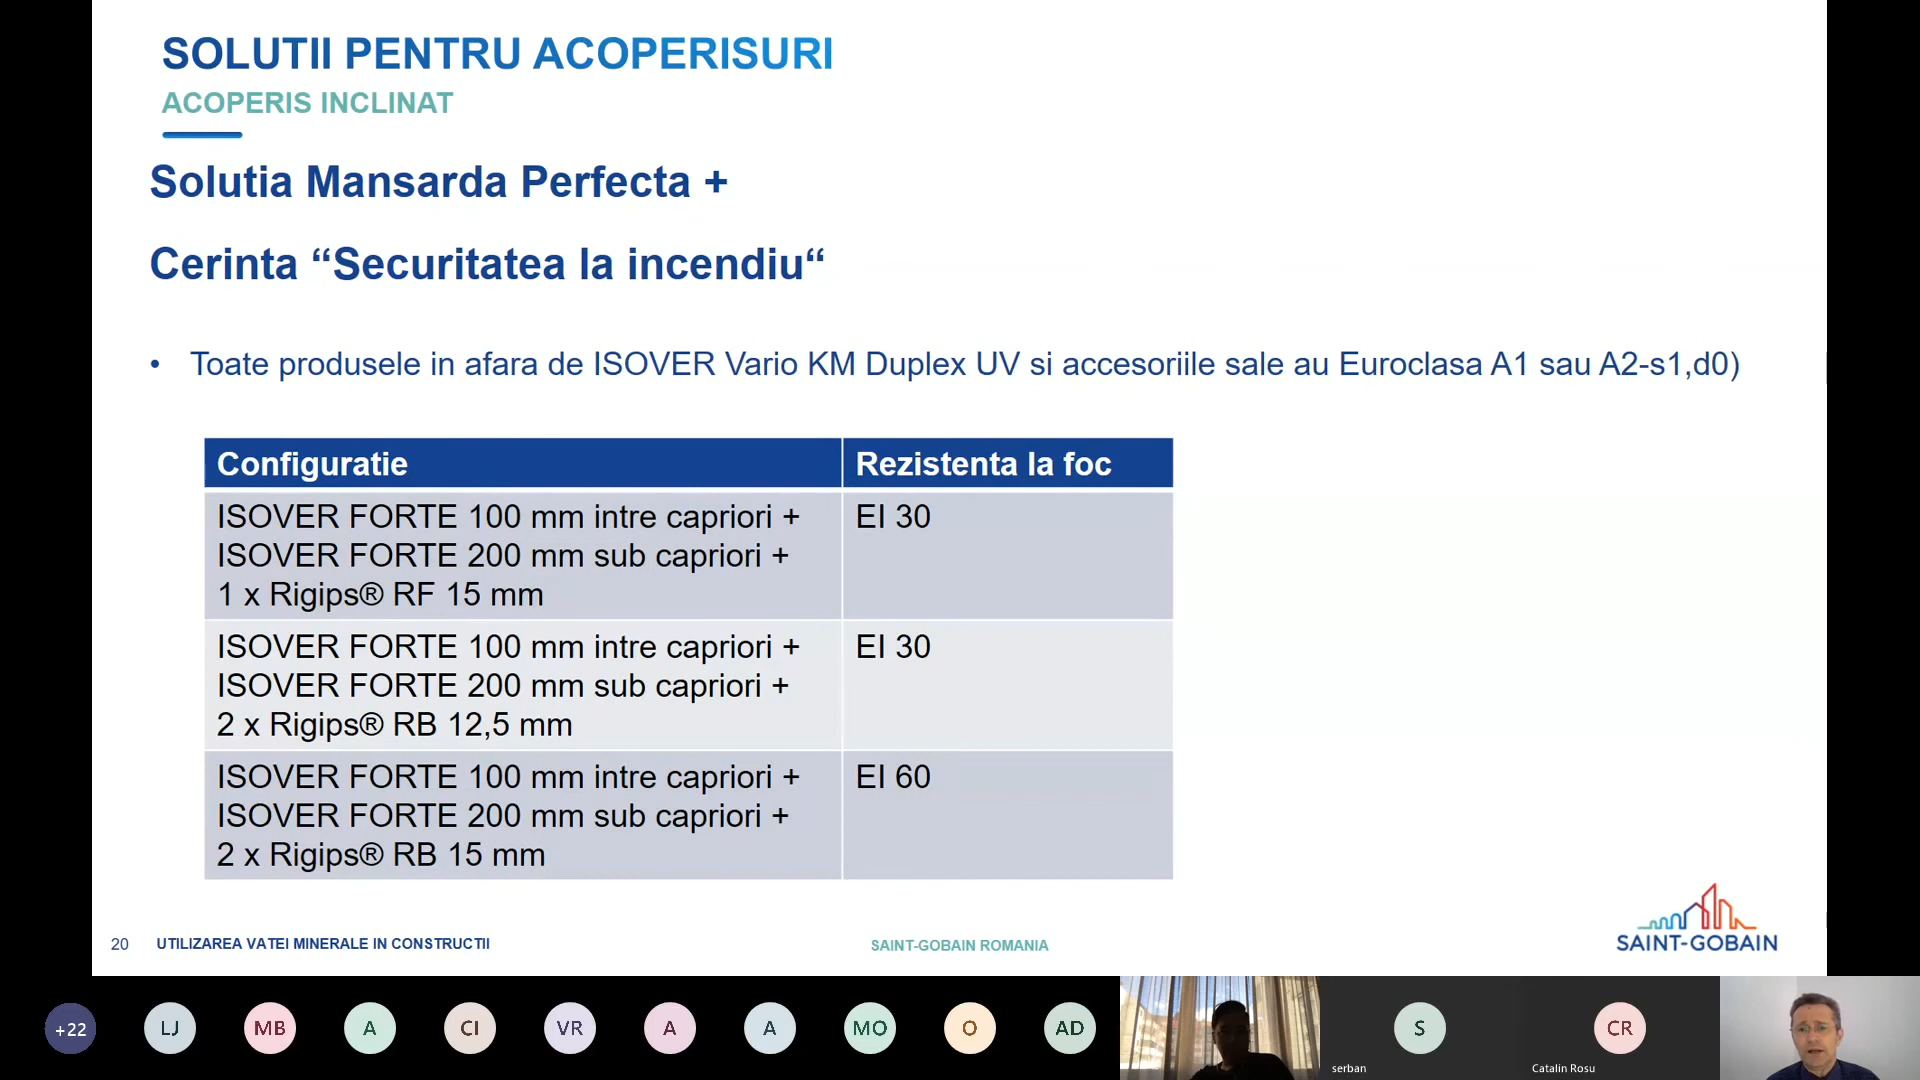 SOLUTII PENTRU ACOPERISURI
ACOPERIS INCLINAT
Solutia Mansarda Perfecta +
Cerinta “Securitatea la incendiu“
• Toate produsele in afara de ISOVER Vario KM Duplex UV si accesoriile sale au Euroclasa A1 sau A2-s1,d0)
Configuratie
Rezistenta la foc
ISOVER FORTE 100 mm intre capriori +
ISOVER FORTE 200 mm sub capriori +
1 x Rigips® RF 15 mm
EI 30
ISOVER FORTE 100 mm intre capriori +
ISOVER FORTE 200 mm sub capriori +
2 x Rigips® RB 12,5 mm
EI 30
ISOVER FORTE 100 mm intre capriori +
ISOVER FORTE 200 mm sub capriori +
2 x Rigips® RB 15 mm
EI 60
20 UTILIZAREA VATEI MINERALE IN CONSTRUCTII
SAINT-GOBAIN ROMANIA
SAINT-GOBAIN
+22 LJ MB A CI VR A A MO O AD S CR
serban
Catalin Rosu